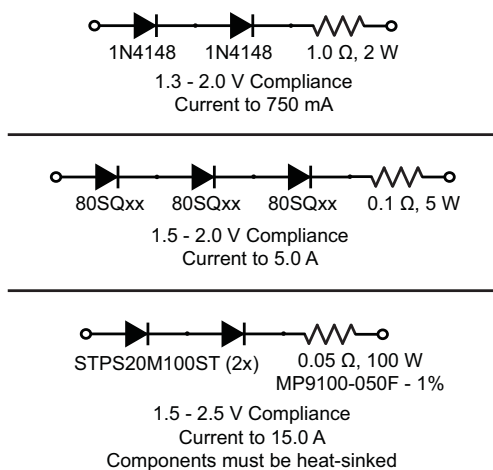 1N4148 1N4148 1.0 Ω, 2 W
1.3 - 2.0 V Compliance
Current to 750 mA
80SQxx 80SQxx 80SQxx 0.1 Ω, 5 W
1.5 - 2.0 V Compliance
Current to 5.0 A
STPS20M100ST (2x) 0.05 Ω, 100 W
MP9100-050F - 1%
1.5 - 2.5 V Compliance
Current to 15.0 A
Components must be heat-sinked